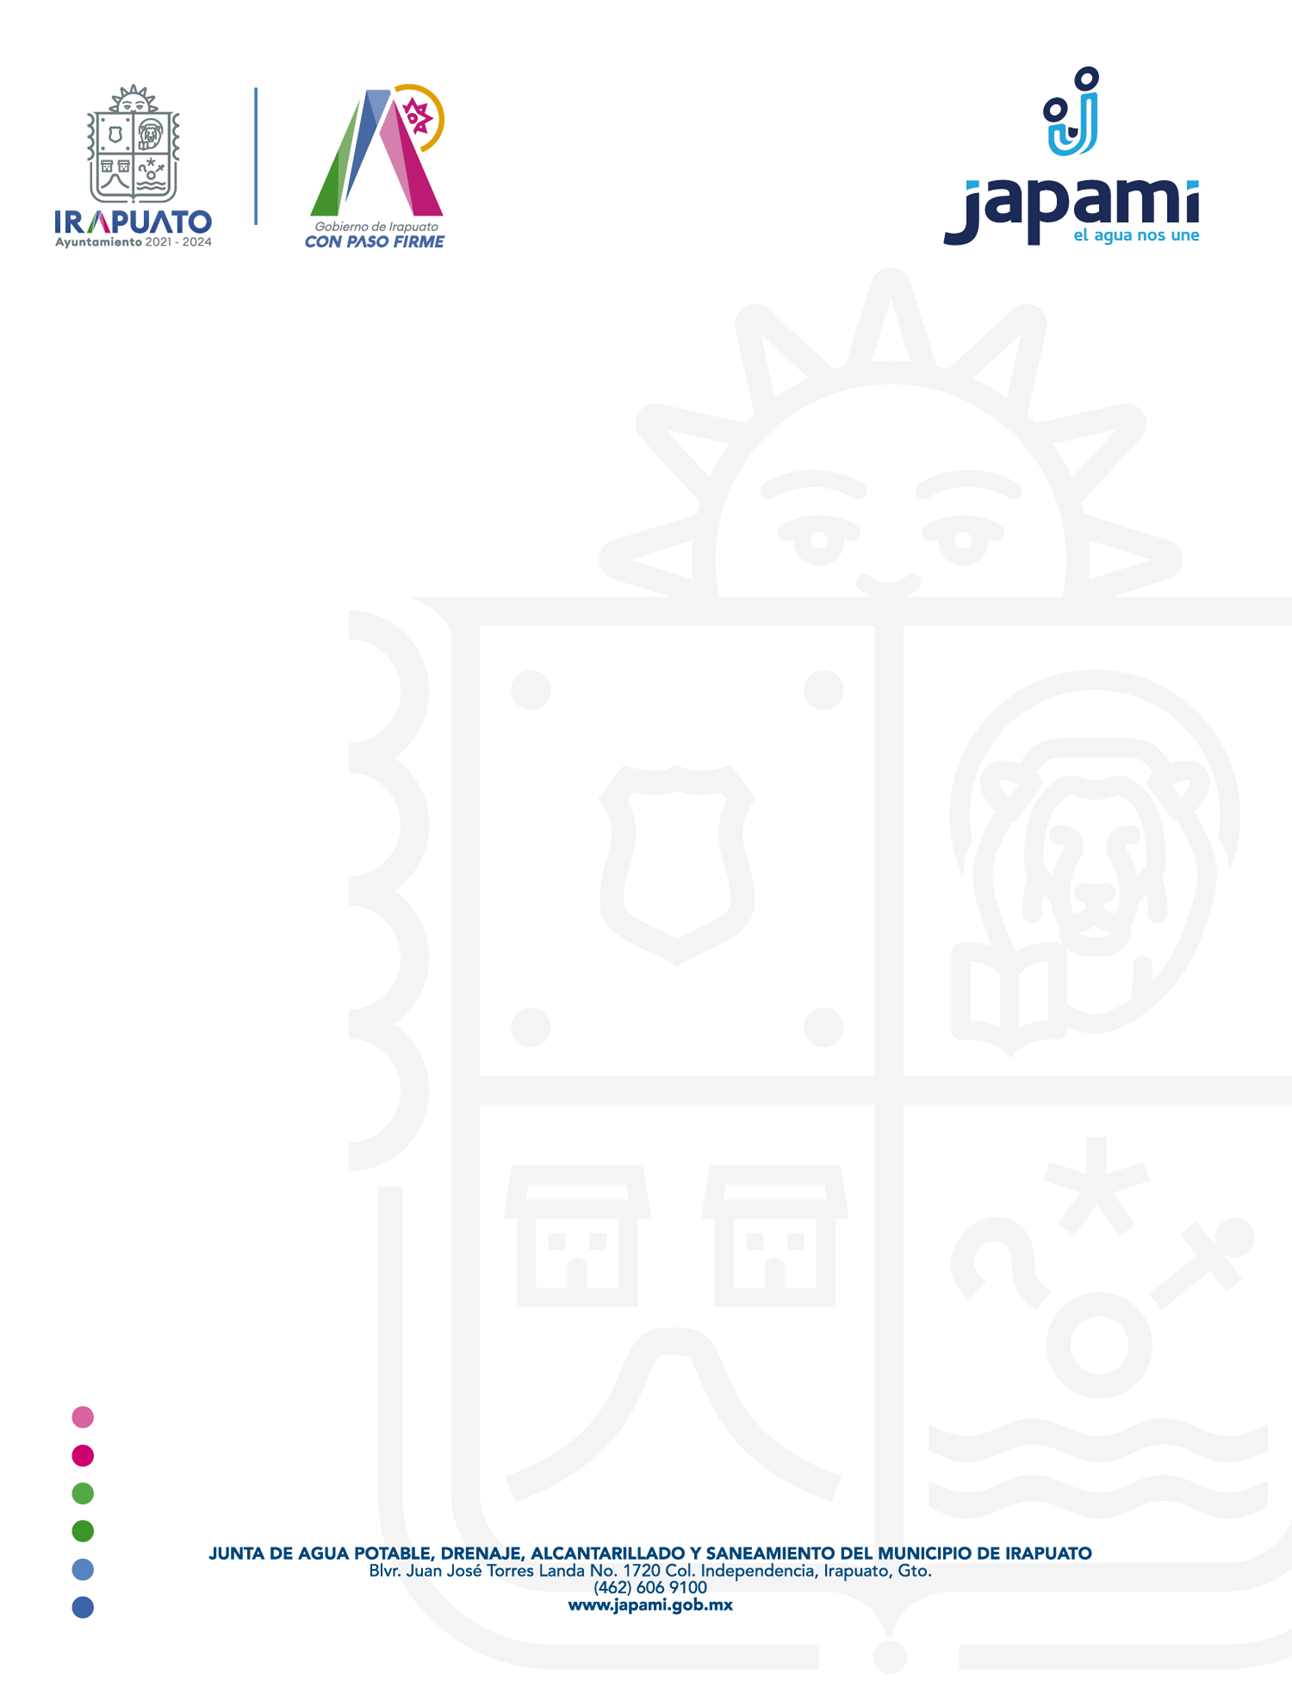 IRAPUATO
Ayuntamiento 2021 - 2024
Gobierno de Irapuato
CON PASO FIRME
japami
el agua nos une
JUNTA DE AGUA POTABLE, DRENAJE, ALCANTARILLADO Y SANEAMIENTO DEL MUNICIPIO DE IRAPUATO
Blvr. Juan José Torres Landa No. 1720 Col. Independencia, Irapuato, Gto.
(462) 606 9100
www.japami.gob.mx